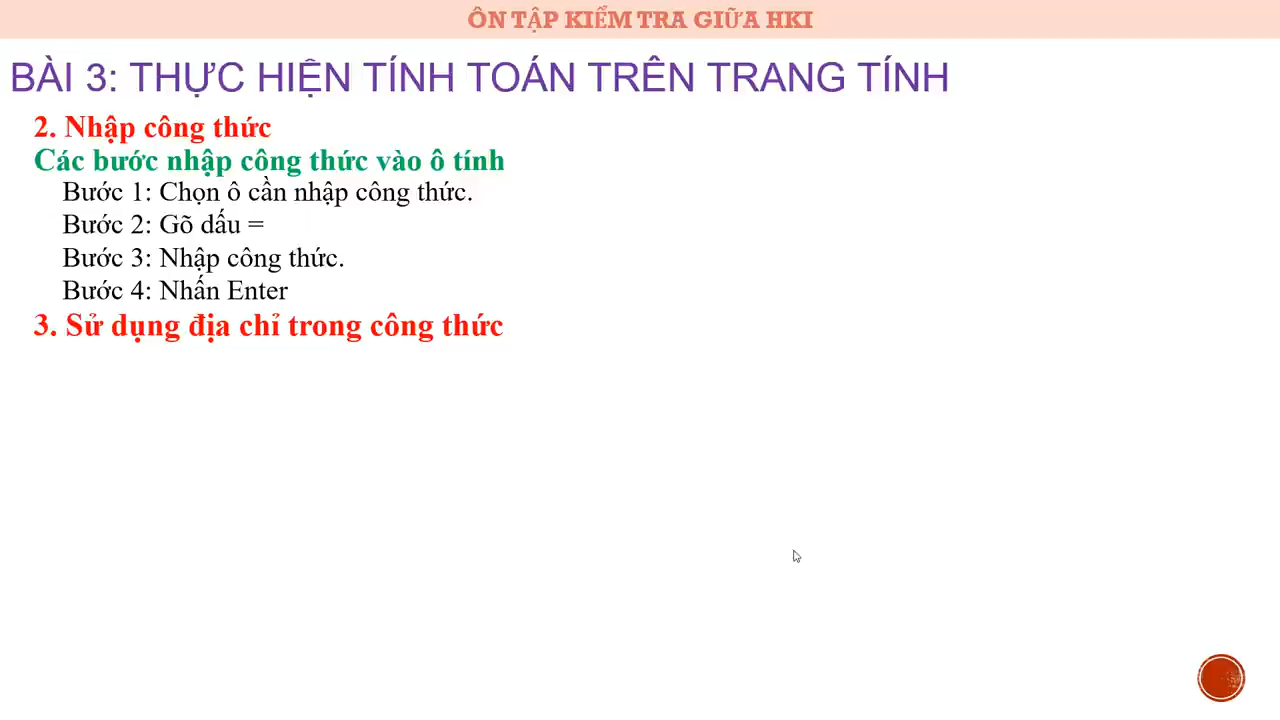 ÔN TẬP KIỂM TRA GIỮA HKI
BÀI 3: THỰC HIỆN TÍNH TOÁN TRÊN TRANG TÍNH
2. Nhập công thức
Các bước nhập công thức vào ô tính
Bước 1: Chọn ô cần nhập công thức.
Bước 2: Gõ dấu =
Bước 3: Nhập công thức.
Bước 4: Nhấn Enter
3. Sử dụng địa chỉ trong công thức